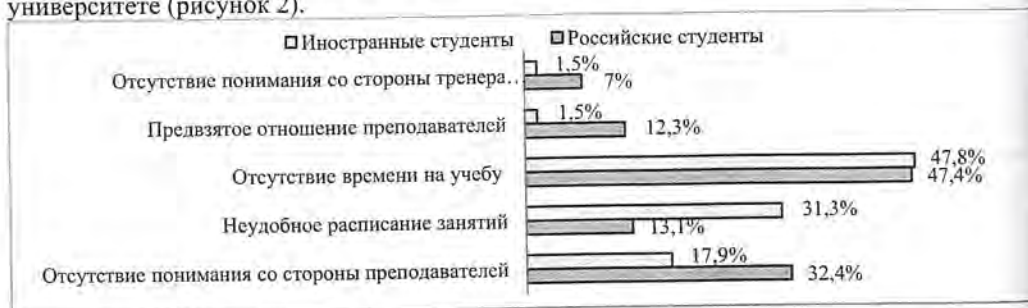 университете (рисунок 2).
Иностранные студенты Российские студенты
Отсутствие понимания со стороны тренера..
1,5%
7%
Предвзятое отношение преподавателей
1,5%
12,3%
Отсутствие времени на учебу
47,8%
47,4%
Неудобное расписание занятий
31,3%
13,1%
Отсутствие понимания со стороны преподавателей
17,9%
32,4%